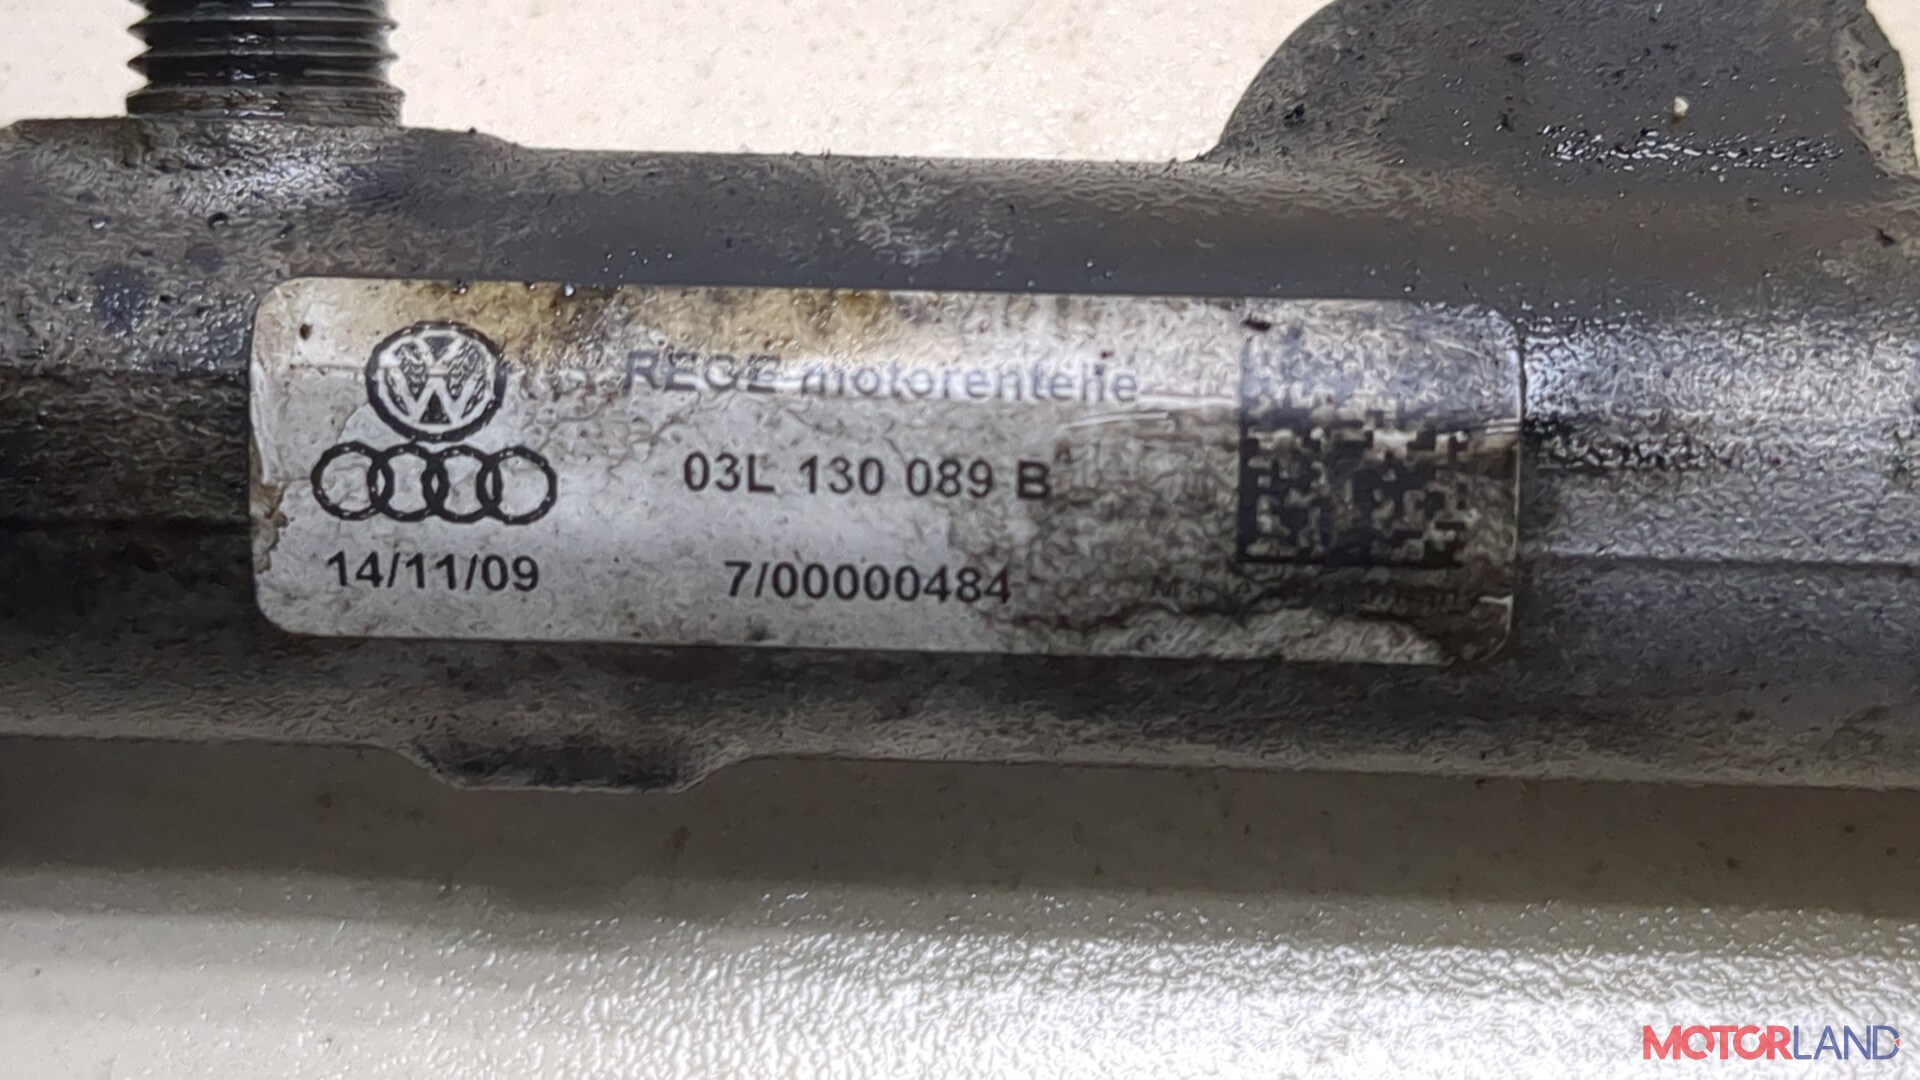 REGE motorenteile
03L 130 089 B
14/11/09 7/00000484
MOTORLAND